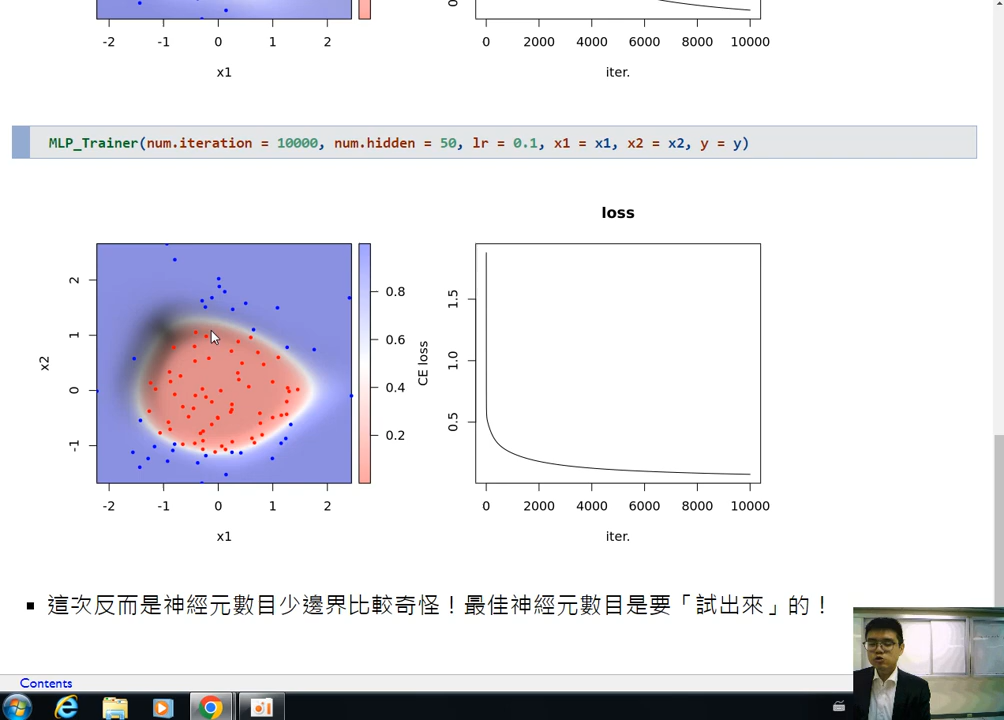 -2 -1 0 1 2
x1
0 2000 4000 6000 8000 10000
iter.
MLP_Trainer(num.iteration = 10000, num.hidden = 50, lr = 0.1, x1 = x1, x2 = x2, y = y)
x2
2
1
0
-1
-2 -1 0 1 2
x1
0.8
0.6
0.4
0.2
loss
CE loss
1.5
1.0
0.5
0 2000 4000 6000 8000 10000
iter.
▪ 這次反而是神經元數目少邊界比較奇怪！最佳神經元數目是要「試出來」的！
Contents